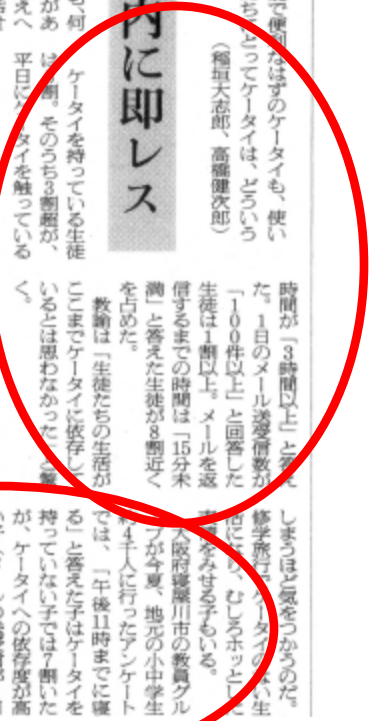 で便利なはずのケータイも、使い
ちにとってケータイは、どういう
（稲垣大志郎、高橋健次郎）
内に即レス
ケータイを持っている生徒
は　割。そのうち3割超が、
平日にケータイを触っている
時間が「3時間以上」と答え
た。1日のメール送受信数が
「100件以上」と回答した
生徒は1割以上。メールを返
信するまでの時間は「15分未
満」と答えた生徒が8割近く
を占めた。
教諭は「生徒たちの生活が
ここまでケータイに依存して
いるとは思わなかった」と驚
く。
しまうほど気をつかうのだ。
修学旅行でケータイのない生
活になり、むしろホッとした
表情をみせる子もいる。
大阪府寝屋川市の教員グル
ープが今夏、地元の小中学生
約4千人に行ったアンケート
では、「午後11時までに寝
る」と答えた子はケータイを
持っていない子では7割いた
が、ケータイへの依存度が高